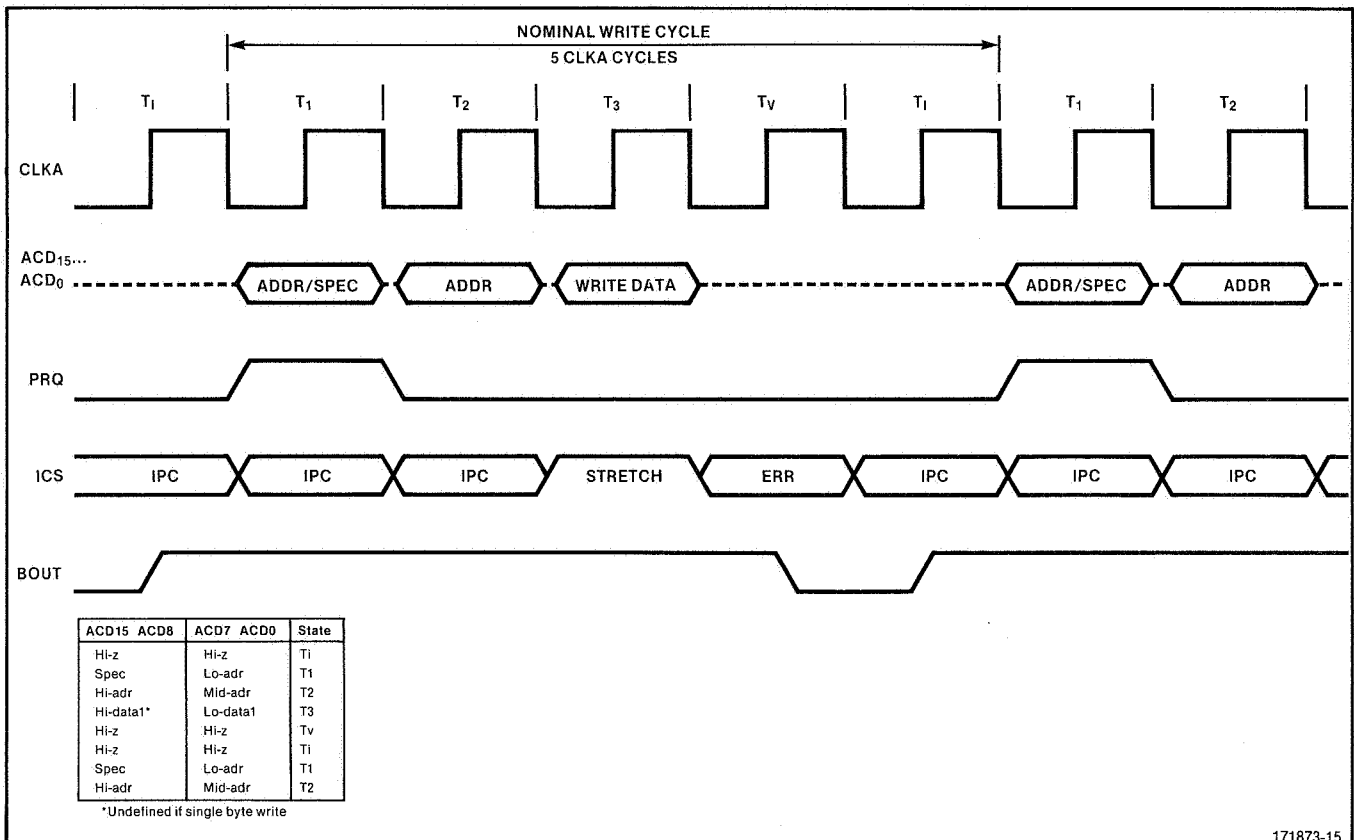 NOMINAL WRITE CYCLE
5 CLKA CYCLES
TI T1 T2 T3 TV TI T1 T2
CLKA
ACD15...
ACD0 ADDR/SPEC ADDR WRITE DATA ADDR/SPEC ADDR
PRQ
ICS IPC IPC IPC STRETCH ERR IPC IPC IPC
BOUT
ACD15 ACD8 ACD7 ACD0 State
Hi-z Hi-z Ti
Spec Lo-adr T1
Hi-adr Mid-adr T2
Hi-data1* Lo-data1 T3
Hi-z Hi-z Tv
Hi-z Hi-z Ti
Spec Lo-adr T1
Hi-adr Mid-adr T2
*Undefined if single byte write
171873-15